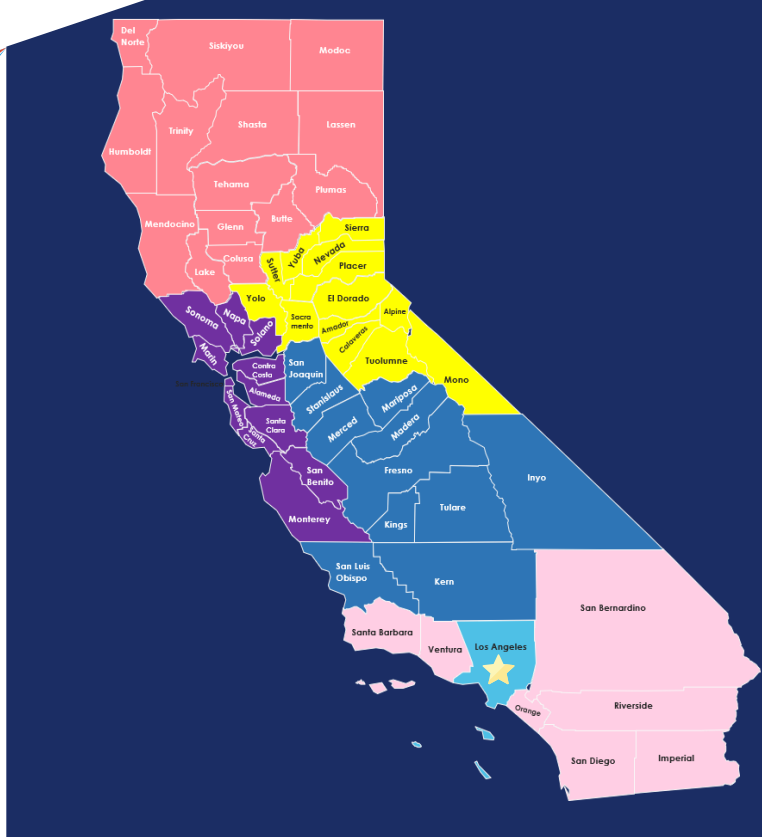 Del
Norte
Siskiyou
Modoc
Trinity
Shasta
Lassen
Humboldt
Tehama
Plumas
Mendocino
Glenn
Butte
Sierra
Colusa
Lake
Sutter
Yuba
Nevada
Placer
Yolo
El Dorado
Sonoma
Napa
Solano
Sacra
mento
Amador
Alpine
Calaveras
Marin
Contra
Costa
San
Joaquin
Tuolumne
Mono
San Francisco
Alameda
San Mateo
Santa
Clara
Santa
Cruz
Stanislaus
Mariposa
Merced
Madera
San
Benito
Fresno
Inyo
Monterey
Kings
Tulare
San Luis
Obispo
Kern
San Bernardino
Santa Barbara
Ventura
Los Angeles
Orange
Riverside
San Diego
Imperial